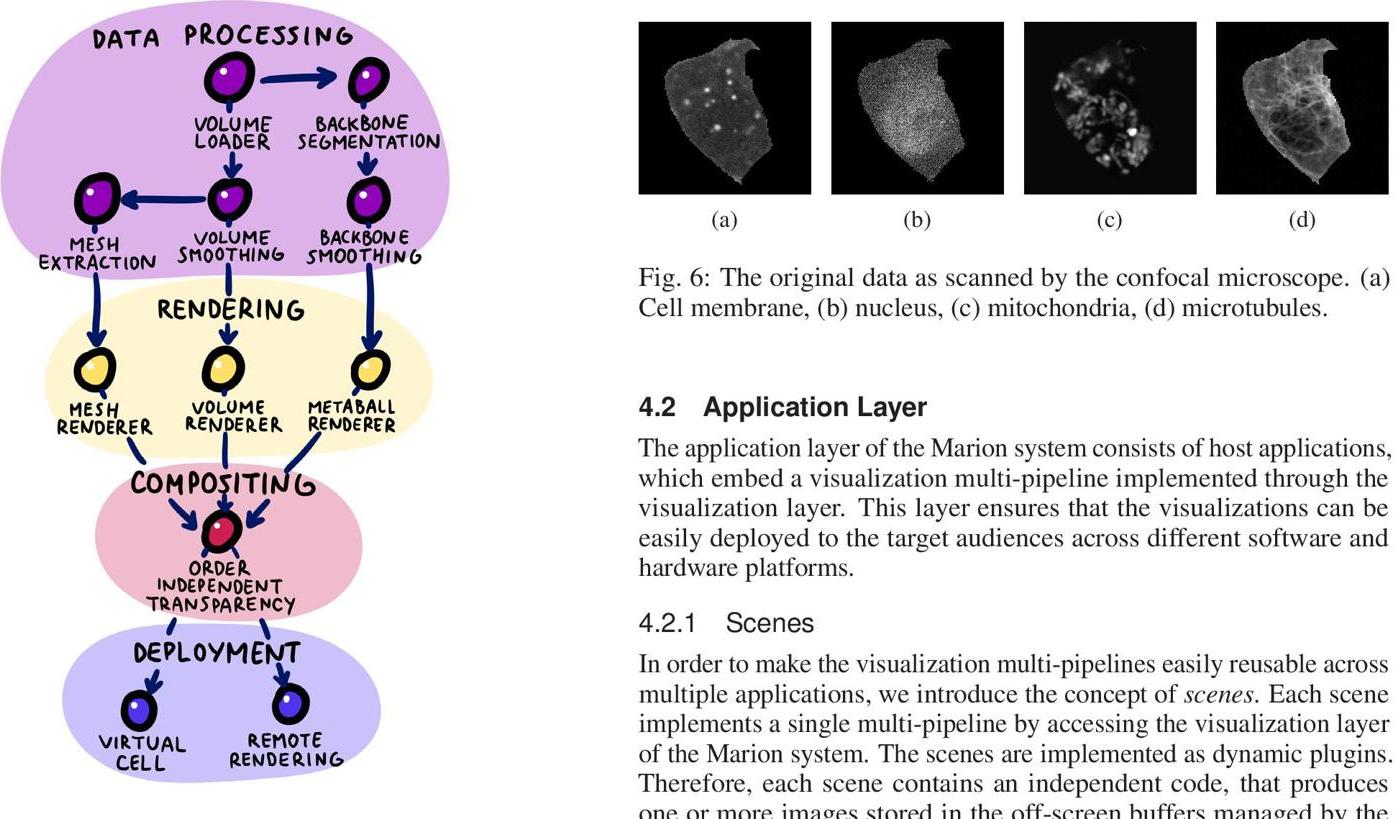 DATA PROCESSING
VOLUME
LOADER
BACKBONE
SEGMENTATION
MESH
EXTRACTION
VOLUME
SMOOTHING
BACKBONE
SMOOTHING
RENDERING
MESH
RENDERER
VOLUME
RENDERER
METABALL
RENDERER
COMPOSITING
ORDER
INDEPENDENT
TRANSPARENCY
DEPLOYMENT
VIRTUAL
CELL
REMOTE
RENDERING
(a)
(b)
(c)
(d)
Fig. 6: The original data as scanned by the confocal microscope. (a)
Cell membrane, (b) nucleus, (c) mitochondria, (d) microtubules.
4.2 Application Layer
The application layer of the Marion system consists of host applications,
which embed a visualization multi-pipeline implemented through the
visualization layer. This layer ensures that the visualizations can be
easily deployed to the target audiences across different software and
hardware platforms.
4.2.1 Scenes
In order to make the visualization multi-pipelines easily reusable across
multiple applications, we introduce the concept of scenes. Each scene
implements a single multi-pipeline by accessing the visualization layer
of the Marion system. The scenes are implemented as dynamic plugins.
Therefore, each scene contains an independent code, that produces
one or more images stored in the off-screen buffers managed by the